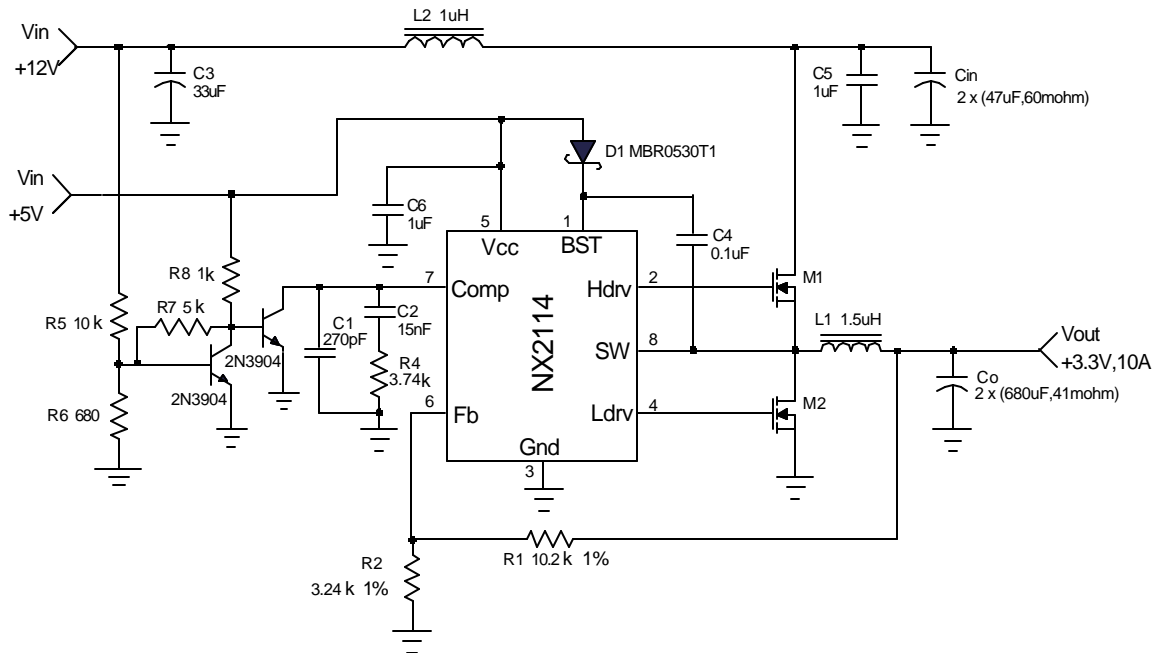 L2 1uH
Vin
+12V
C3
33uF
C5
1uF
Cin
2 x (47uF,60mohm)
D1 MBR0530T1
Vin
+5V
C6
1uF
5
1
Vcc
BST
C4
0.1uF
R8 1k
7
Comp
2
Hdrv
M1
R7 5 k
R5 10 k
C2
15nF
C1
270pF
NX2114
L1 1.5uH
Vout
+3.3V,10A
2N3904
SW
8
R4
3.74k
Co
2 x (680uF,41mohm)
2N3904
R6 680
6
Fb
Ldrv
4
M2
Gnd
3
R1 10.2 k 1%
R2
3.24 k 1%